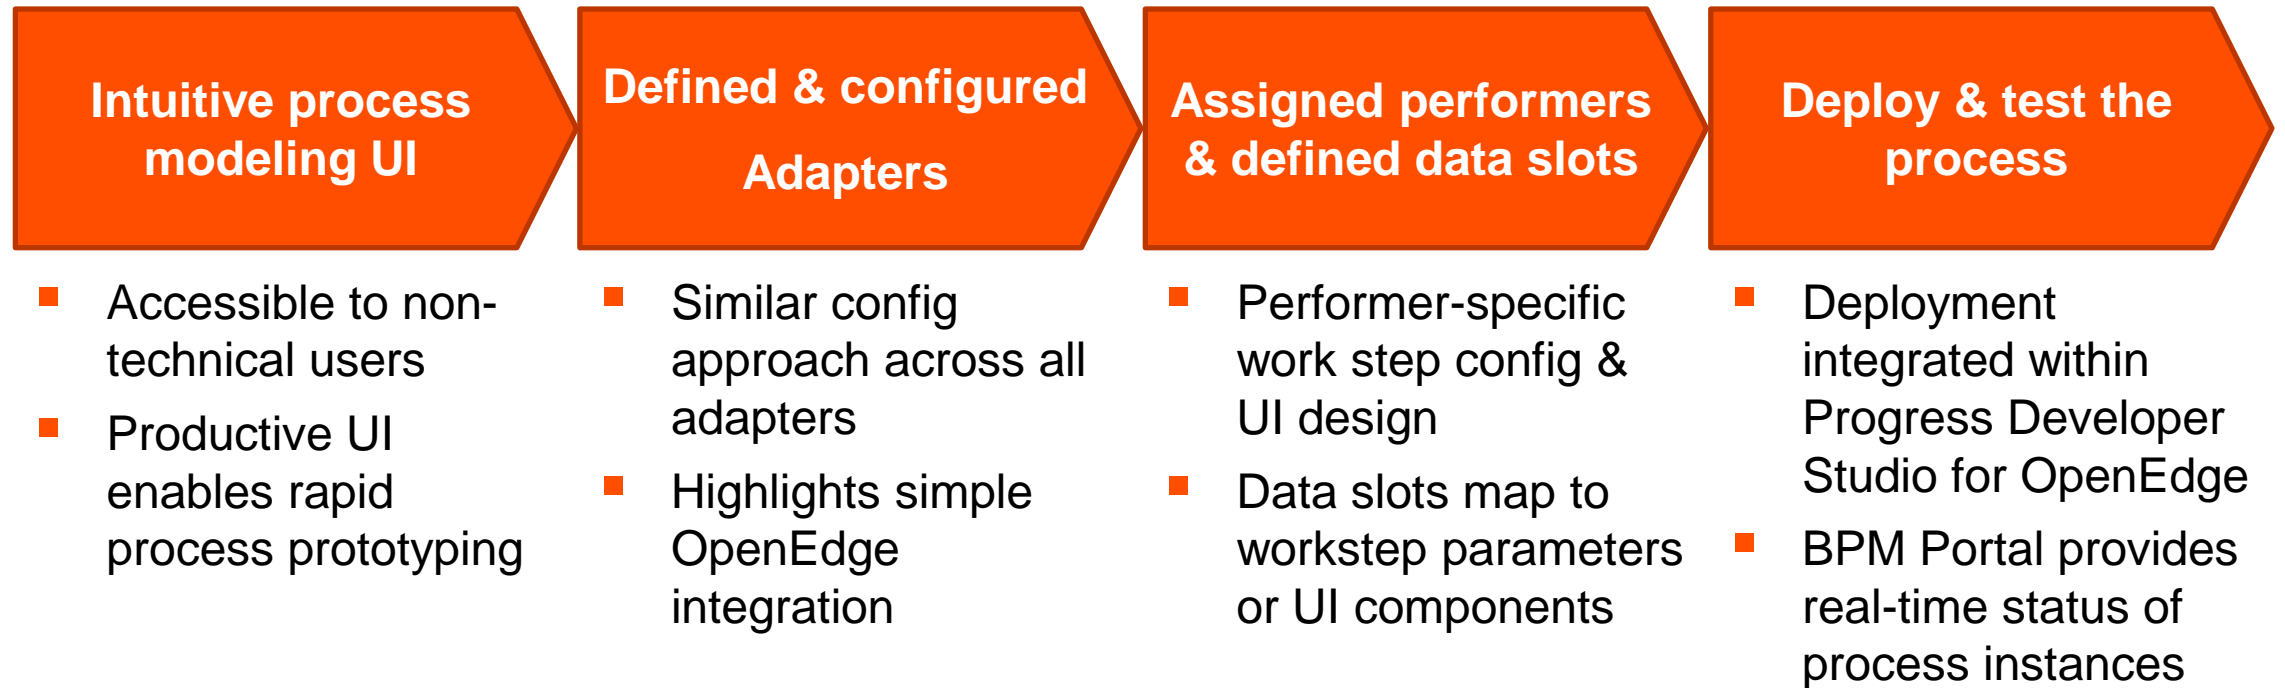 Intuitive process
modeling UI
Accessible to non-
technical users
Productive UI
enables rapid
process prototyping
Defined & configured
Adapters
Similar config
approach across all
adapters
Highlights simple
OpenEdge
integration
Assigned performers
& defined data slots
Performer-specific
work step config &
UI design
Data slots map to
workstep parameters
or UI components
Deploy & test the
process
Deployment
integrated within
Progress Developer
Studio for OpenEdge
BPM Portal provides
real-time status of
process instances